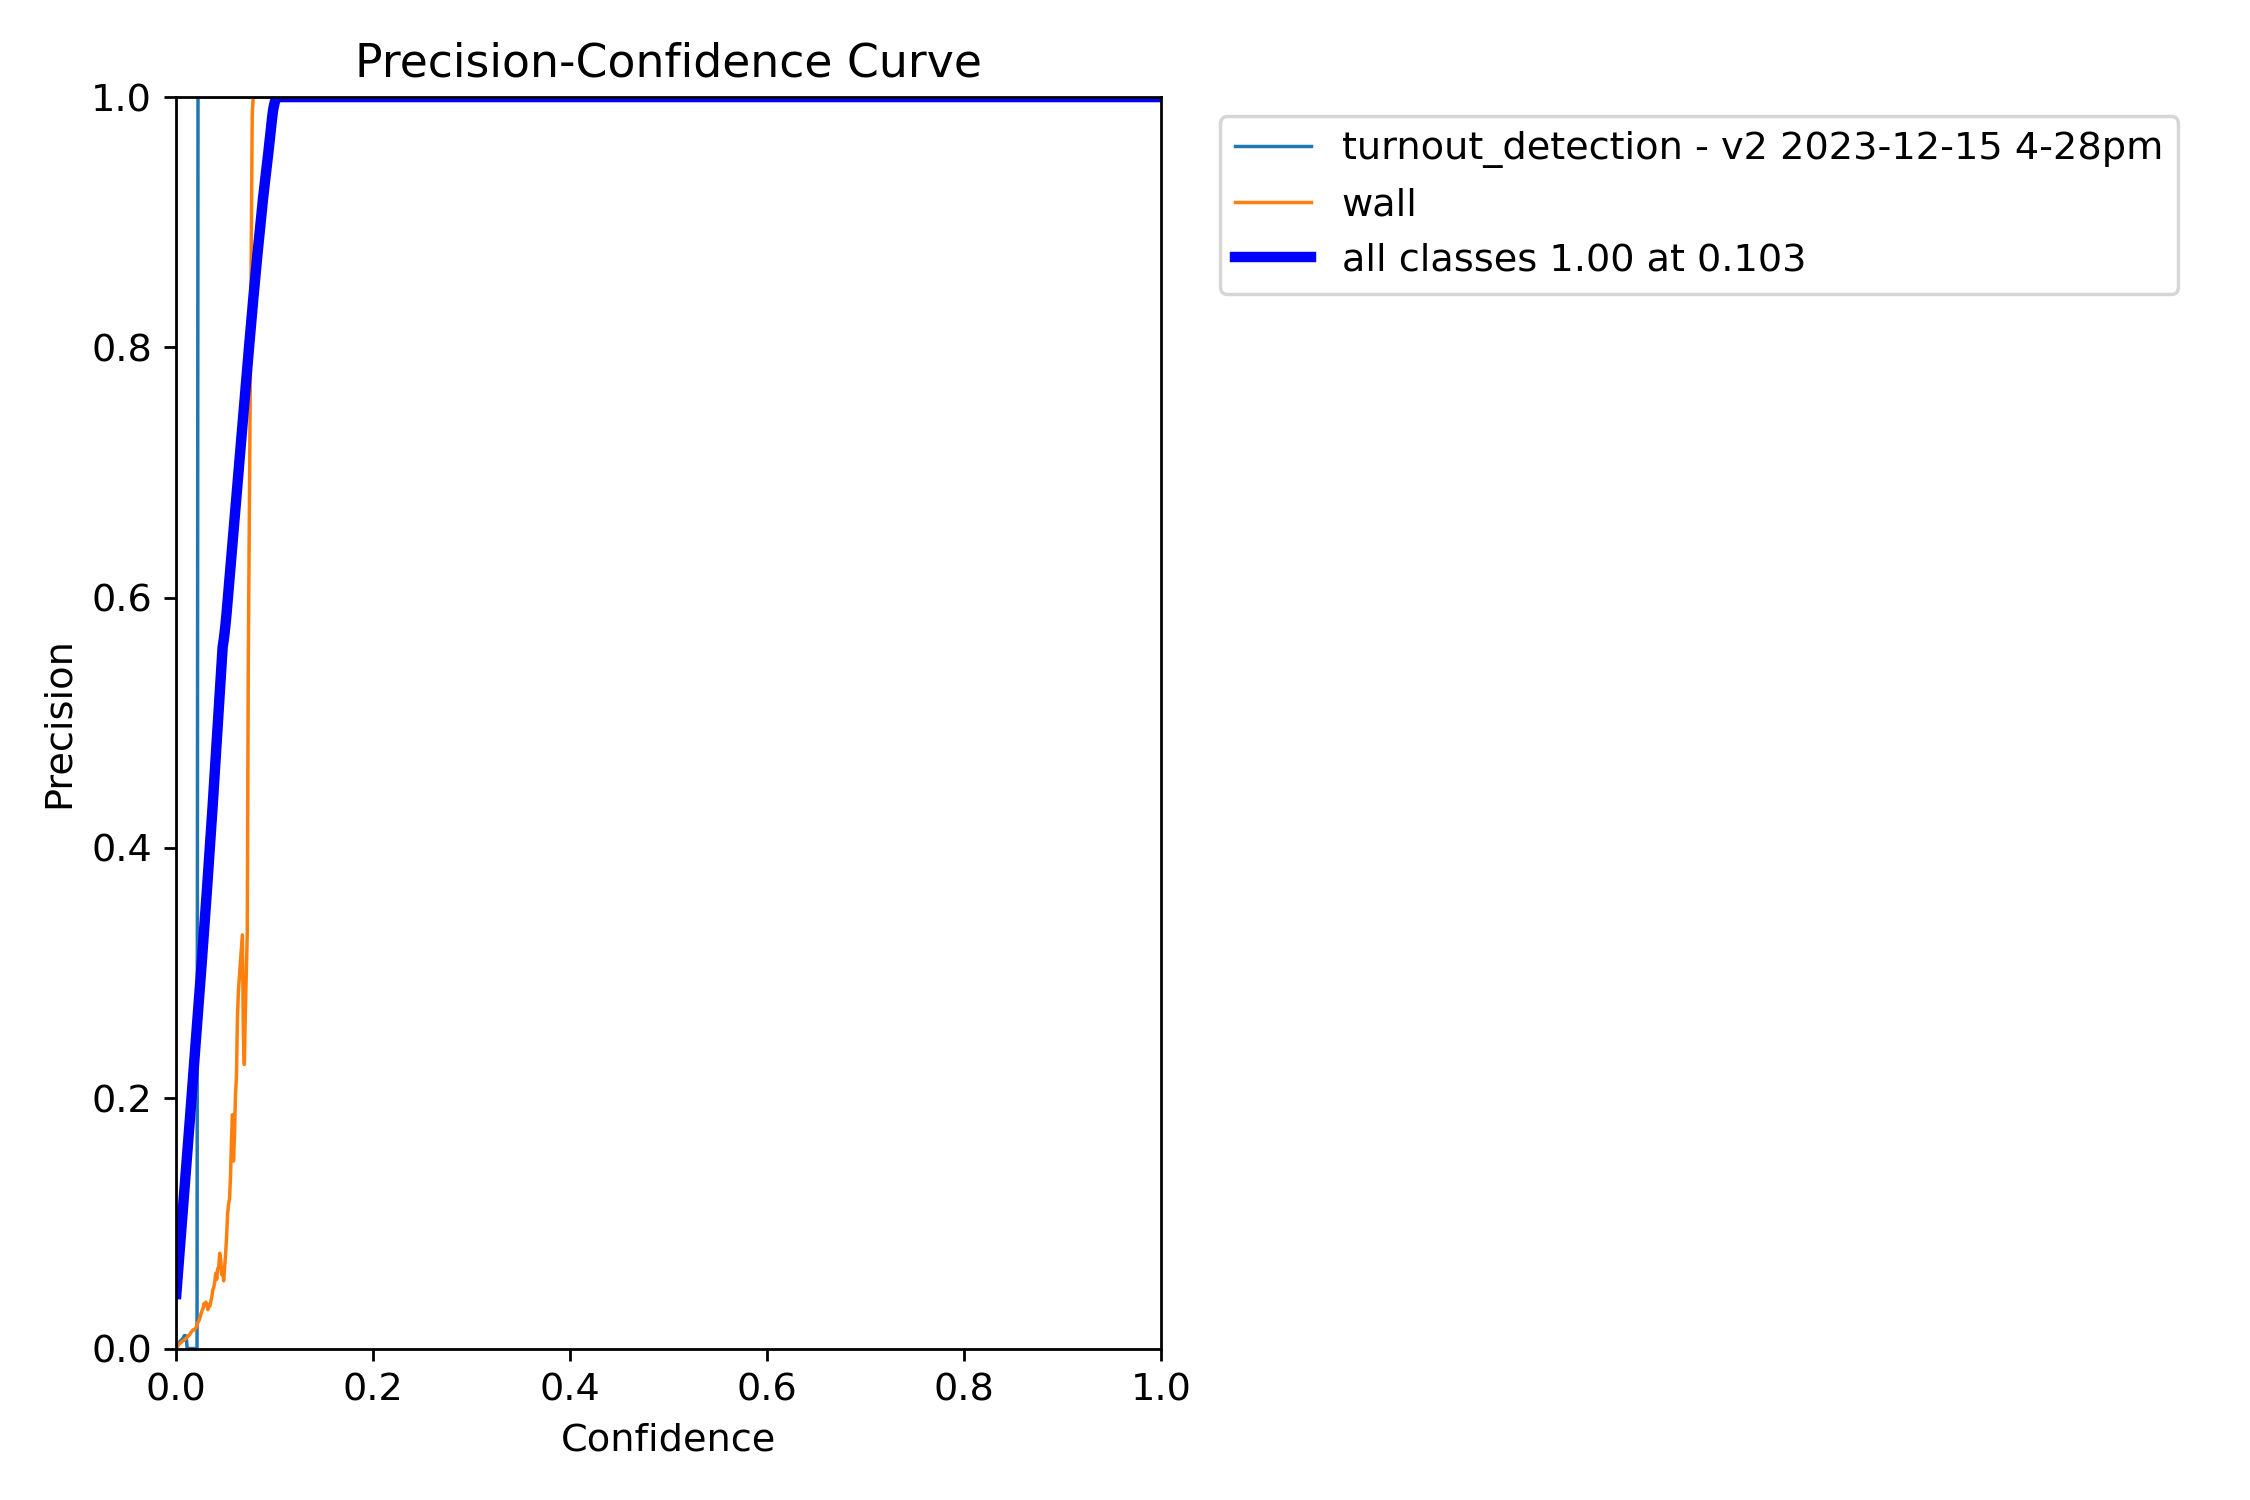 Precision-Confidence Curve
1.0
0.8
0.6
0.4
0.2
0.0
Precision
0.0 0.2 0.4 0.6 0.8 1.0
Confidence
turnout_detection - v2 2023-12-15 4-28pm
wall
all classes 1.00 at 0.103